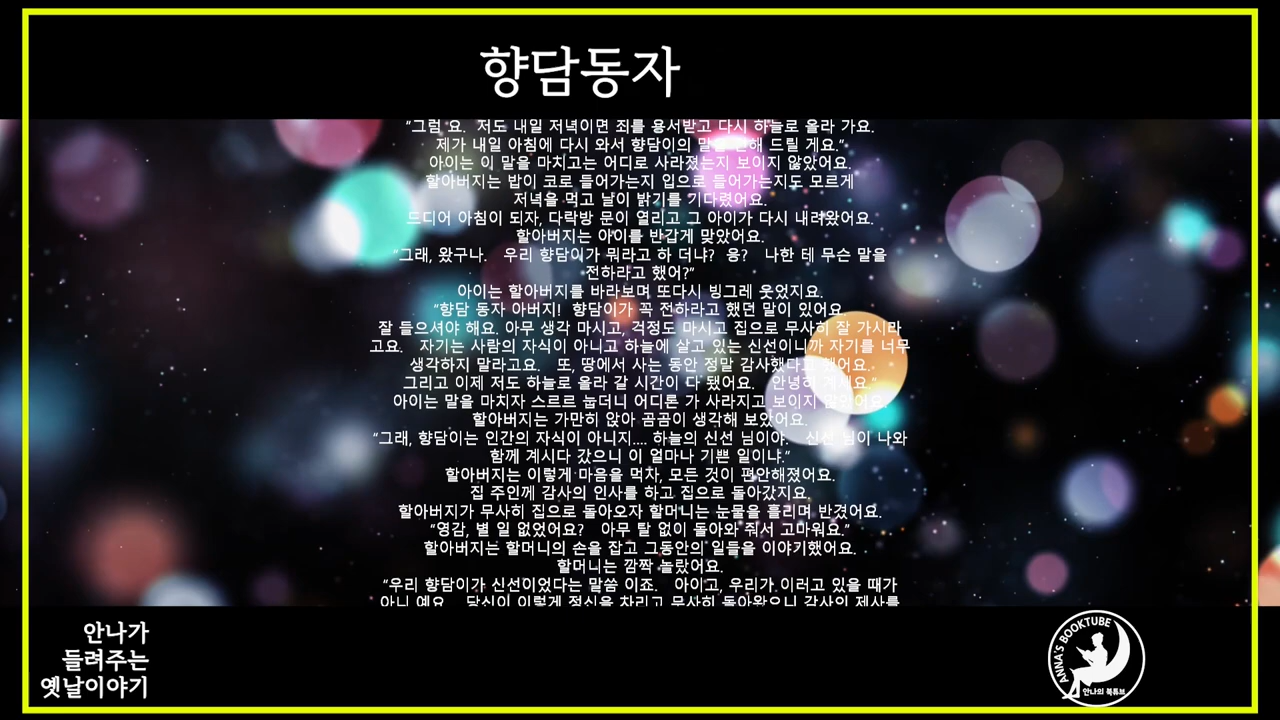 향담동자
"그럼 요.  저도 내일 저녁이면 죄를 용서받고 다시 하늘로 올라 가요.
제가 내일 아침에 다시 와서 향담이의 말을 전해 드릴 게요."
아이는 이 말을 마치고는 어디로 사라졌는지 보이지 않았어요.
할아버지는 밥이 코로 들어가는지 입으로 들어가는지도 모르게
저녁을 먹고 날이 밝기를 기다렸어요.
드디어 아침이 되자, 다락방 문이 열리고 그 아이가 다시 내려왔어요.
할아버지는 아이를 반갑게 맞았어요.
"그래, 왔구나.   우리 향담이가 뭐라고 하 더냐?  응?   나한 테 무슨 말을
전하라고 했어?"
아이는 할아버지를 바라보며 또다시 빙그레 웃었지요.
"향담 동자 아버지!  향담이가 꼭 전하라고 했던 말이 있어요.
잘 들으셔야 해요. 아무 생각 마시고, 걱정도 마시고 집으로 무사히 잘 가시라
고요.   자기는 사람의 자식이 아니고 하늘에 살고 있는 신선이니까 자기를 너무
생각하지 말라고요.   또, 땅에서 사는 동안 정말 감사했다고 했어요.
그리고 이제 저도 하늘로 올라 갈 시간이 다 됐어요.   안녕히 계세요."
아이는 말을 마치자 스르르 눕더니 어디론 가 사라지고 보이지 않았어요.
할아버지는 가만히 앉아 곰곰이 생각해 보았어요.
"그래, 향담이는 인간의 자식이 아니지.... 하늘의 신선 님이야.   신선 님이 나와
함께 계시다 갔으니 이 얼마나 기쁜 일이냐."
할아버지는 이렇게 마음을 먹차, 모든 것이 편안해졌어요.
집 주인께 감사의 인사를 하고 집으로 돌아갔지요.
할아버지가 무사히 집으로 돌아오자 할머니는 눈물을 흘리며 반겼어요.
"영감, 별 일 없었어요?   아무 탈 없이 돌아와 줘서 고마워요."
할아버지는 할머니의 손을 잡고 그동안의 일들을 이야기했어요.
할머니는 깜짝 놀랐어요.
"우리 향담이가 신선이었다는 말씀 이죠.   아이고, 우리가 이러고 있을 때가
아니 예요.   당신이 이렇게 정신을 차리고 무사히 돌아왔으니 감사의 제사를
안나가
들려주는
옛날이야기
ANNA'S BOOKTUBE
안나의 북튜브